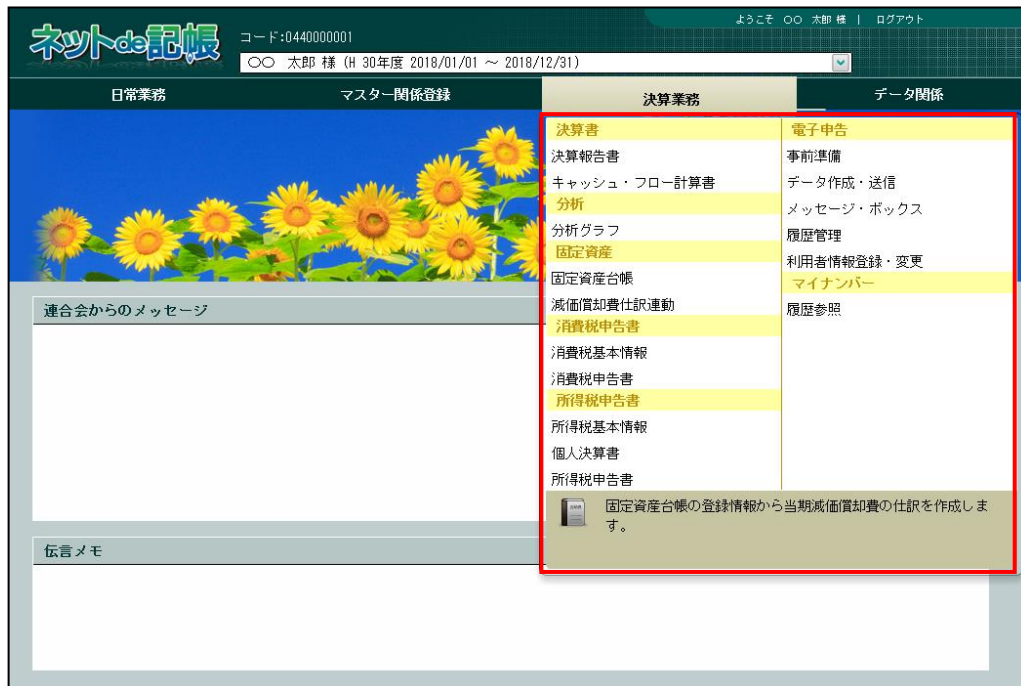 ようこそ 〇〇 太郎 様 | ログアウト
ネットde記帳
コード:0440000001
〇〇 太郎 様 (H 30年度 2018/01/01 ～ 2018/12/31)
日常業務 マスター関係登録 決算業務 データ関係
決算書
決算報告書
キャッシュ・フロー計算書
分析
分析グラフ
固定資産
固定資産台帳
減価償却費仕訳連動
消費税申告書
消費税基本情報
消費税申告書
所得税申告書
所得税基本情報
個人決算書
所得税申告書
電子申告
事前準備
データ作成・送信
メッセージ・ボックス
履歴管理
利用者情報登録・変更
マイナンバー
履歴参照
固定資産台帳の登録情報から当期減価償却費の仕訳を作成しま
す。
連合会からのメッセージ
伝言メモ